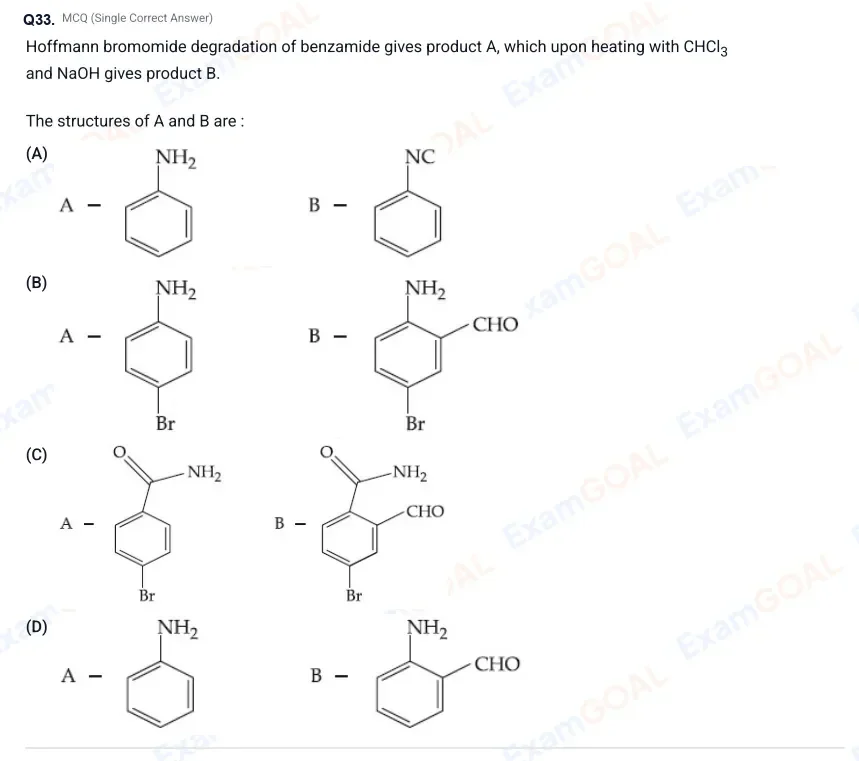 Q33. MCQ (Single Correct Answer)
Hoffmann bromomide degradation of benzamide gives product A, which upon heating with CHCl₃
and NaOH gives product B.
The structures of A and B are :
(A)
NH₂
NC
A –
B –
(B)
NH₂
NH₂
CHO
A –
B –
Br
Br
(C)
O
NH₂
O
NH₂
CHO
A –
B –
Br
Br
(D)
NH₂
NH₂
CHO
A –
B –
ExamGOAL